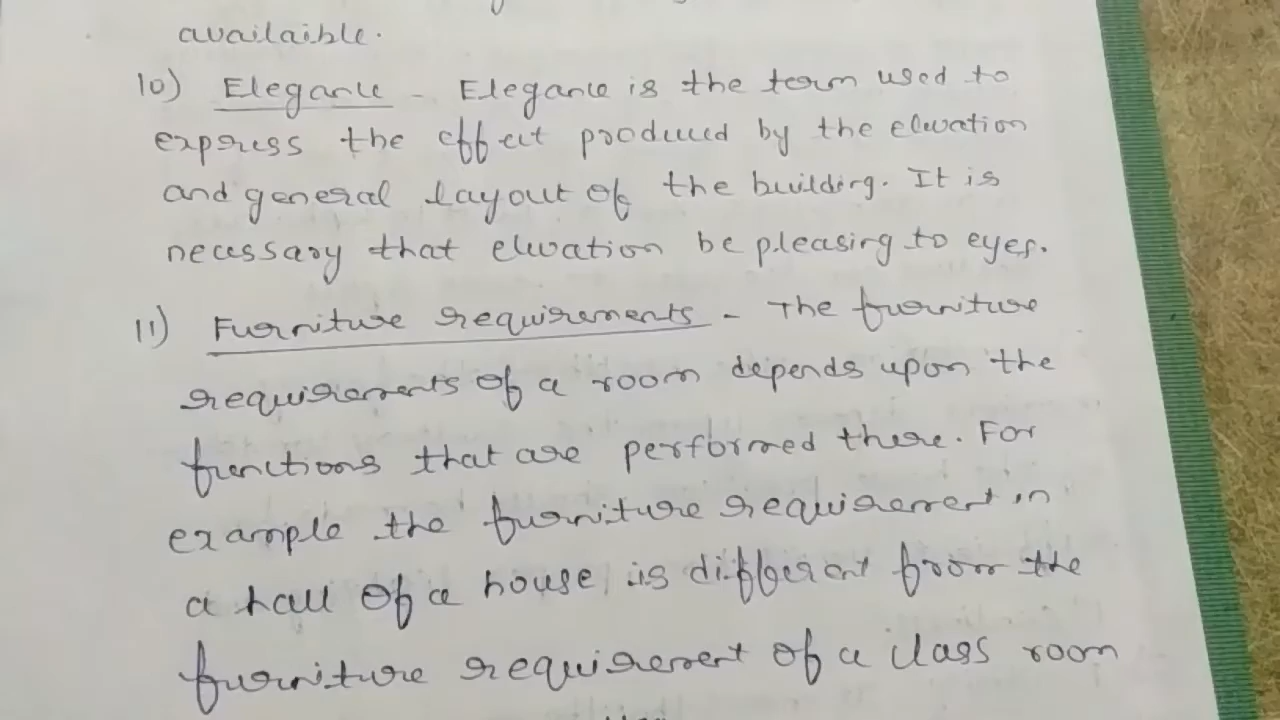 availaible.
10) Elegance - Elegance is the term used to
express the effect produced by the elevation
and general layout of the building. It is
necessary that elevation be pleasing to eyes.
11) Furniture requirements - The furniture
requirements of a room depends upon the
functions that are performed there. For
example the furniture requirement in
a hall of a house, is different from the
furniture requirement of a class room